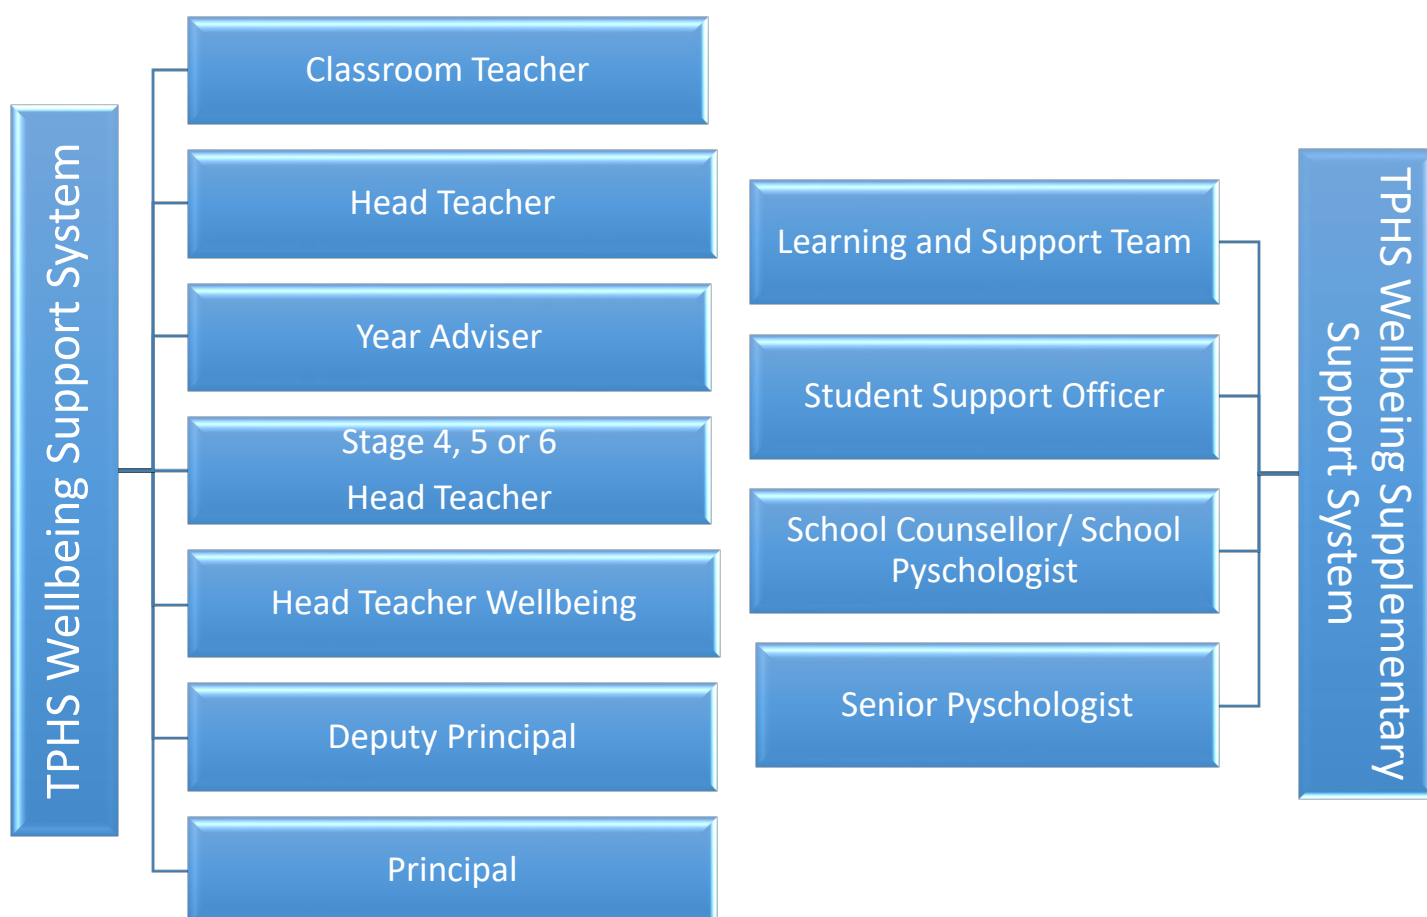 TPHS Wellbeing Support System
Classroom Teacher
Head Teacher
Year Adviser
Stage 4, 5 or 6
Head Teacher
Head Teacher Wellbeing
Deputy Principal
Principal
Learning and Support Team
Student Support Officer
School Counsellor/ School
Pyschologist
Senior Pyschologist
TPHS Wellbeing Supplementary
Support System